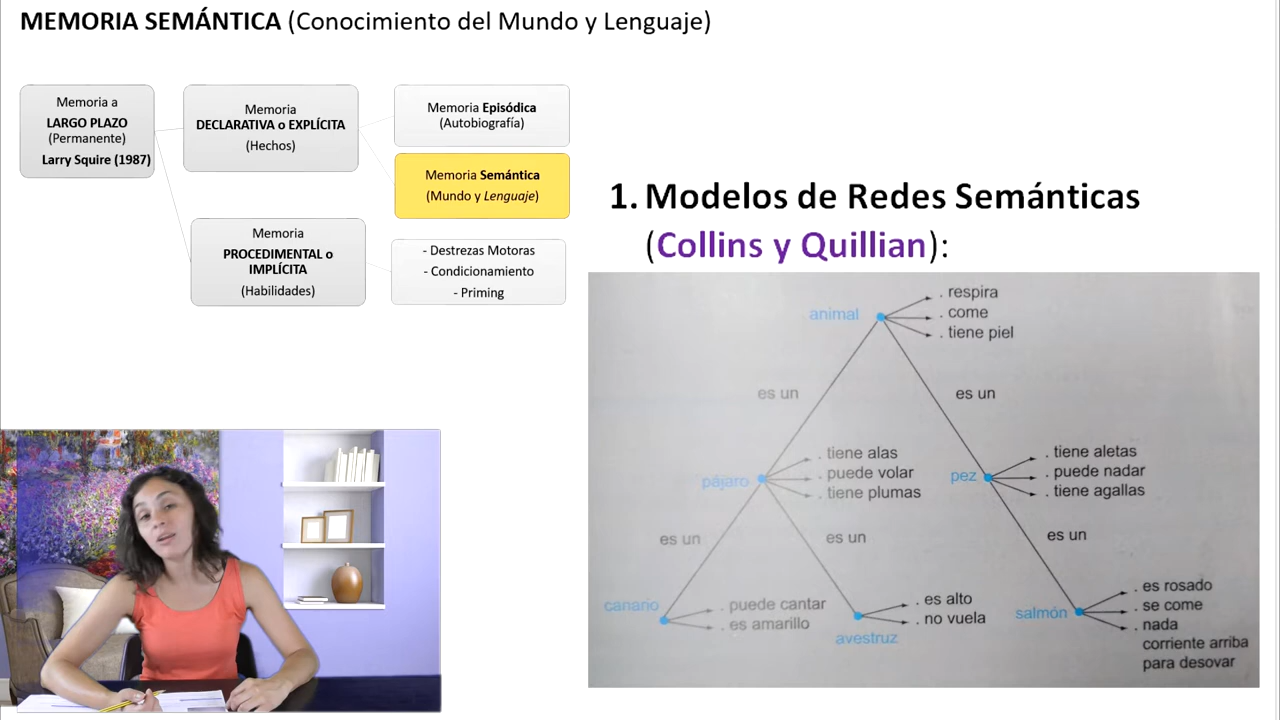 MEMORIA SEMÁNTICA (Conocimiento del Mundo y Lenguaje)
Memoria a
LARGO PLAZO
(Permanente)
Larry Squire (1987)
Memoria
DECLARATIVA o EXPLÍCITA
(Hechos)
Memoria Episódica
(Autobiografía)
Memoria Semántica
(Mundo y Lenguaje)
Memoria
PROCEDIMENTAL o
IMPLÍCITA
(Habilidades)
- Destrezas Motoras
- Condicionamiento
- Priming
1. Modelos de Redes Semánticas
(Collins y Quillian):
animal
. respira
. come
. tiene piel
es un
es un
pájaro
. tiene alas
. puede volar
. tiene plumas
pez
. tiene aletas
. puede nadar
. tiene agallas
es un
es un
es un
canario
. puede cantar
. es amarillo
avestruz
. es alto
. no vuela
salmón
. es rosado
. se come
. nada
corriente arriba
para desovar